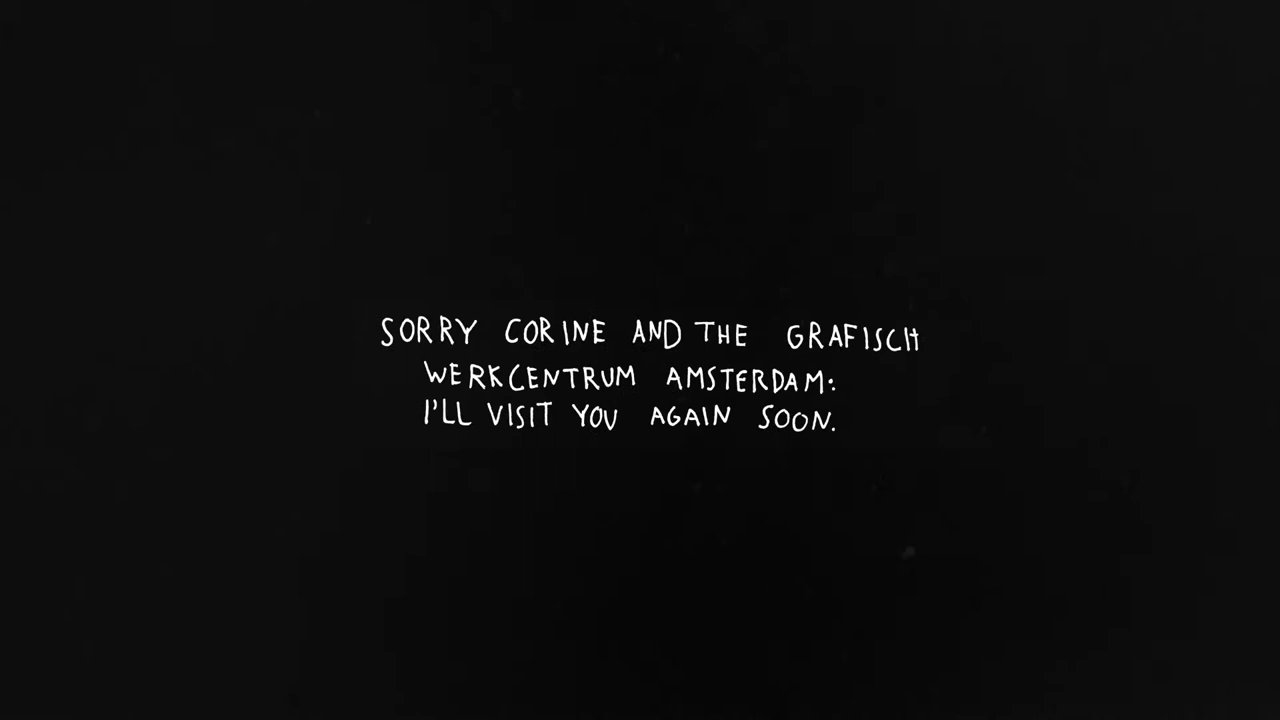 SORRY CORINE AND THE GRAFISCH
WERKCENTRUM AMSTERDAM:
I'LL VISIT YOU AGAIN SOON.